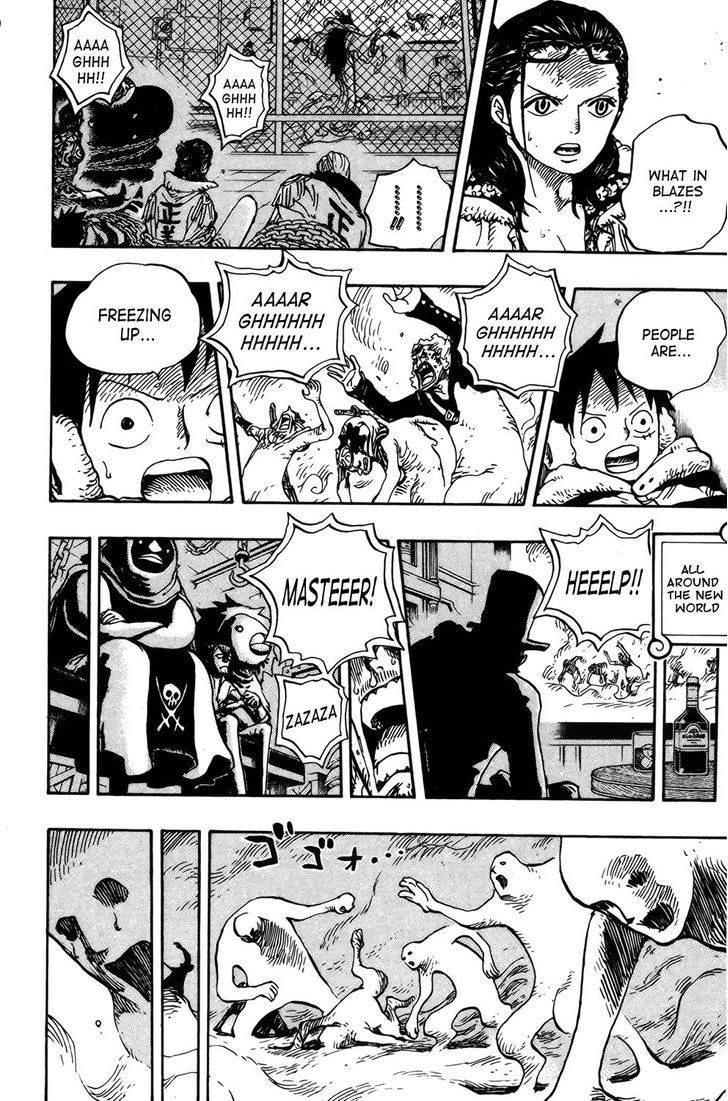 WHAT IN
BLAZES
...?!!
AAAA
GHHH
HH!!
AAAA
GHHH
HH!!
!!
PEOPLE
ARE...
AAAAR
GHHHHHH
HHHHH...
AAAAR
GHHHHHH
HHHHH...
FREEZING
UP...
ALL
AROUND
THE NEW
WORLD
HEEELP!!
MASTEEER!
ZAZAZA
ゴゴォ...